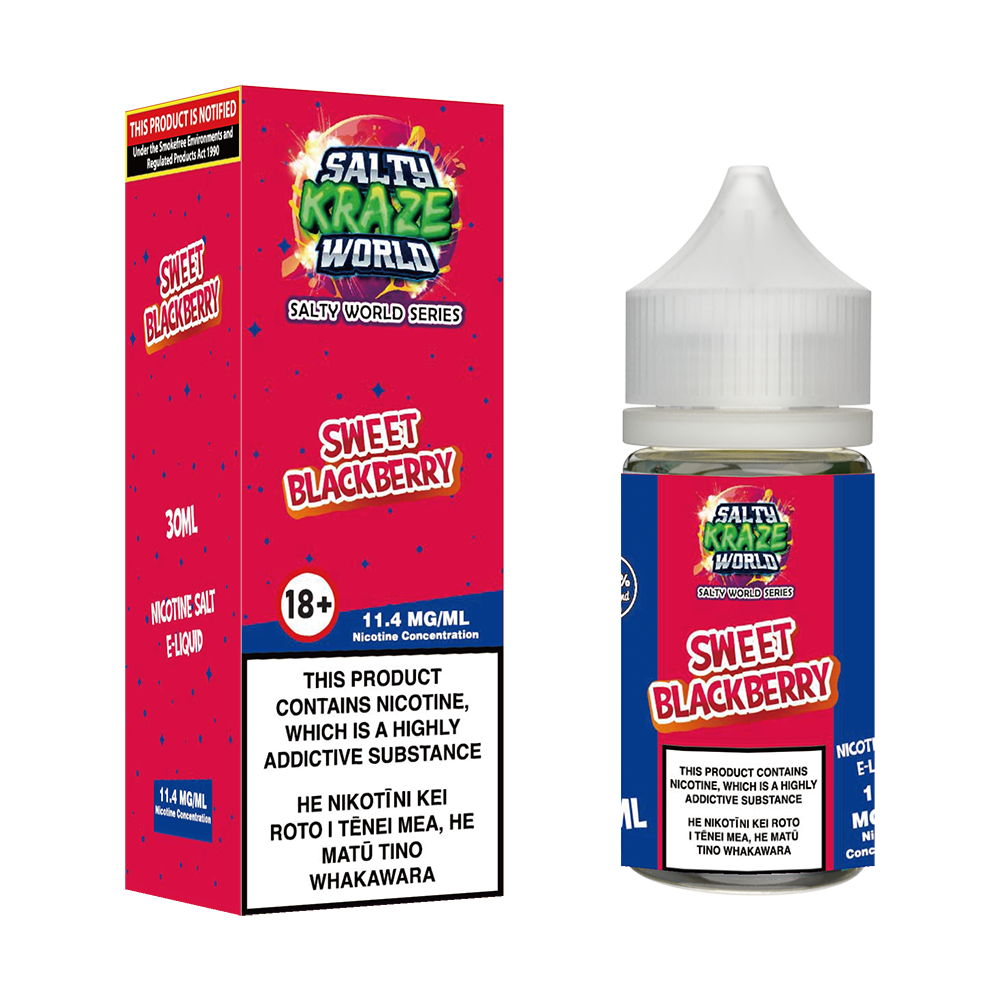 THIS PRODUCT IS NOTIFIED
Under the Smokefree Environments and
Regulated Products Act 1990
SWEET
BLACKBERRY
30ML
NICOTINE SALT
E-LIQUID
11.4 MG/ML
Nicotine Concentration
SALTY
KRAZE
WORLD
SALTY WORLD SERIES
SWEET
BLACKBERRY
18+
11.4 MG/ML
Nicotine Concentration
THIS PRODUCT
CONTAINS NICOTINE,
WHICH IS A HIGHLY
ADDICTIVE SUBSTANCE
HE NIKOTĪNI KEI
ROTO I TĒNEI MEA, HE
MATŪ TINO
WHAKAWARA
SALTY
KRAZE
WORLD
SALTY WORLD SERIES
SWEET
BLACKBERRY
THIS PRODUCT CONTAINS
NICOTINE, WHICH IS A HIGHLY
ADDICTIVE SUBSTANCE
HE NIKOTĪNI KEI ROTO
I TĒNEI MEA, HE MATŪ
TINO WHAKAWARA
ML